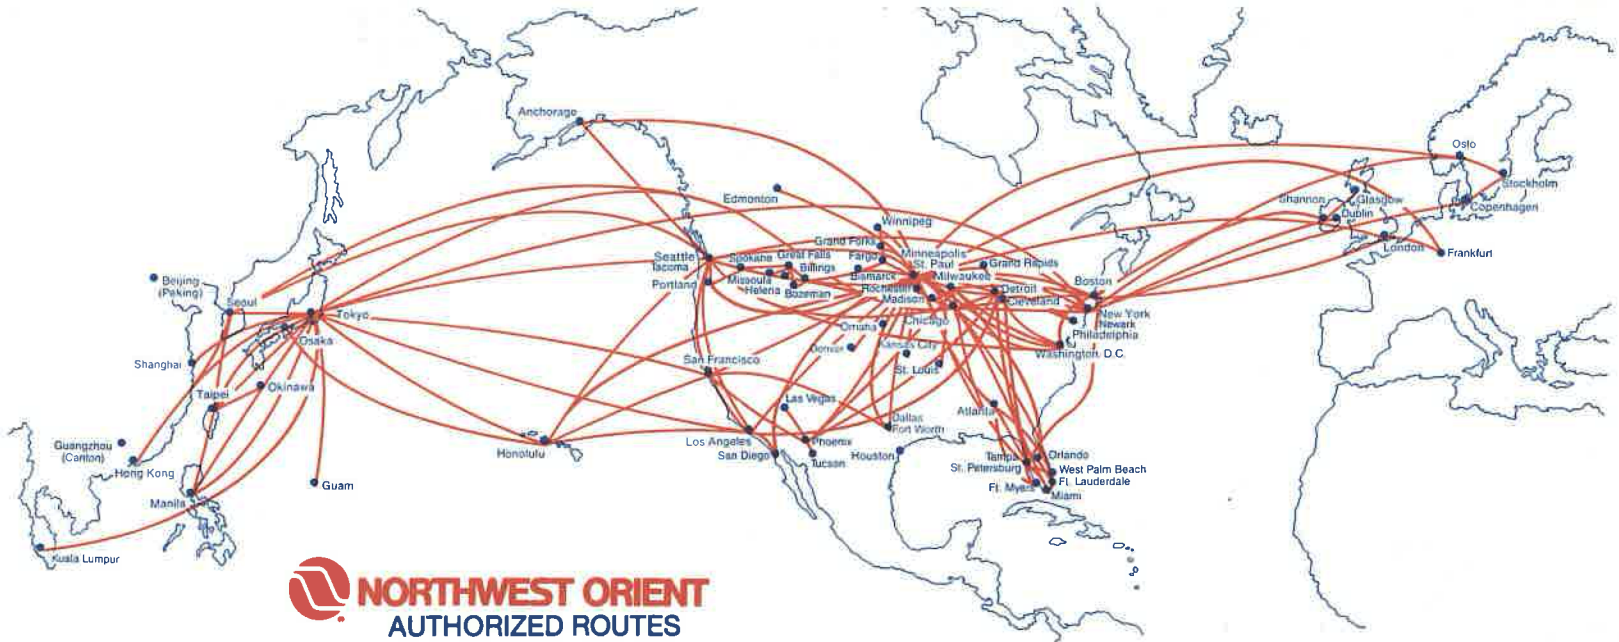 Anchorage
Oslo
Stockholm
Edmonton
Shannon
Glasgow
Copenhagen
Dublin
Winnipeg
Grand Forks
London
Frankfurt
Seattle
Tacoma
Spokane
Great Falls
Fargo
Minneapolis
St. Paul
Grand Rapids
Billings
Bismarck
Milwaukee
Beijing
(Peking)
Portland
Missoula
Helena
Bozeman
Rochester
Detroit
Boston
Madison
Cleveland
Seoul
Tokyo
New York
Newark
Omaha
Chicago
Philadelphia
Osaka
Denver
Kansas City
Washington, D.C.
Shanghai
San Francisco
St. Louis
Okinawa
Taipei
Las Vegas
Atlanta
Dallas
Fort Worth
Guangzhou
(Canton)
Los Angeles
Phoenix
Honolulu
San Diego
Tucson
Houston
Tampa
St. Petersburg
Orlando
Hong Kong
West Palm Beach
Ft. Lauderdale
Guam
Ft. Myers
Miami
Manila
Kuala Lumpur
NORTHWEST ORIENT
AUTHORIZED ROUTES